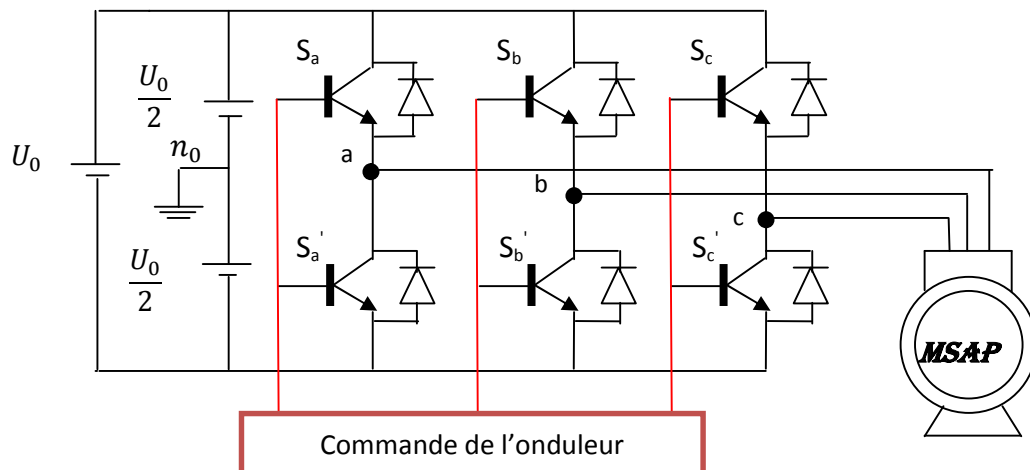 Sa
Sb
Sc
U0/2
n0
U0
a
b
c
Sa'
Sb'
Sc'
U0/2
MSAP
Commande de l’onduleur